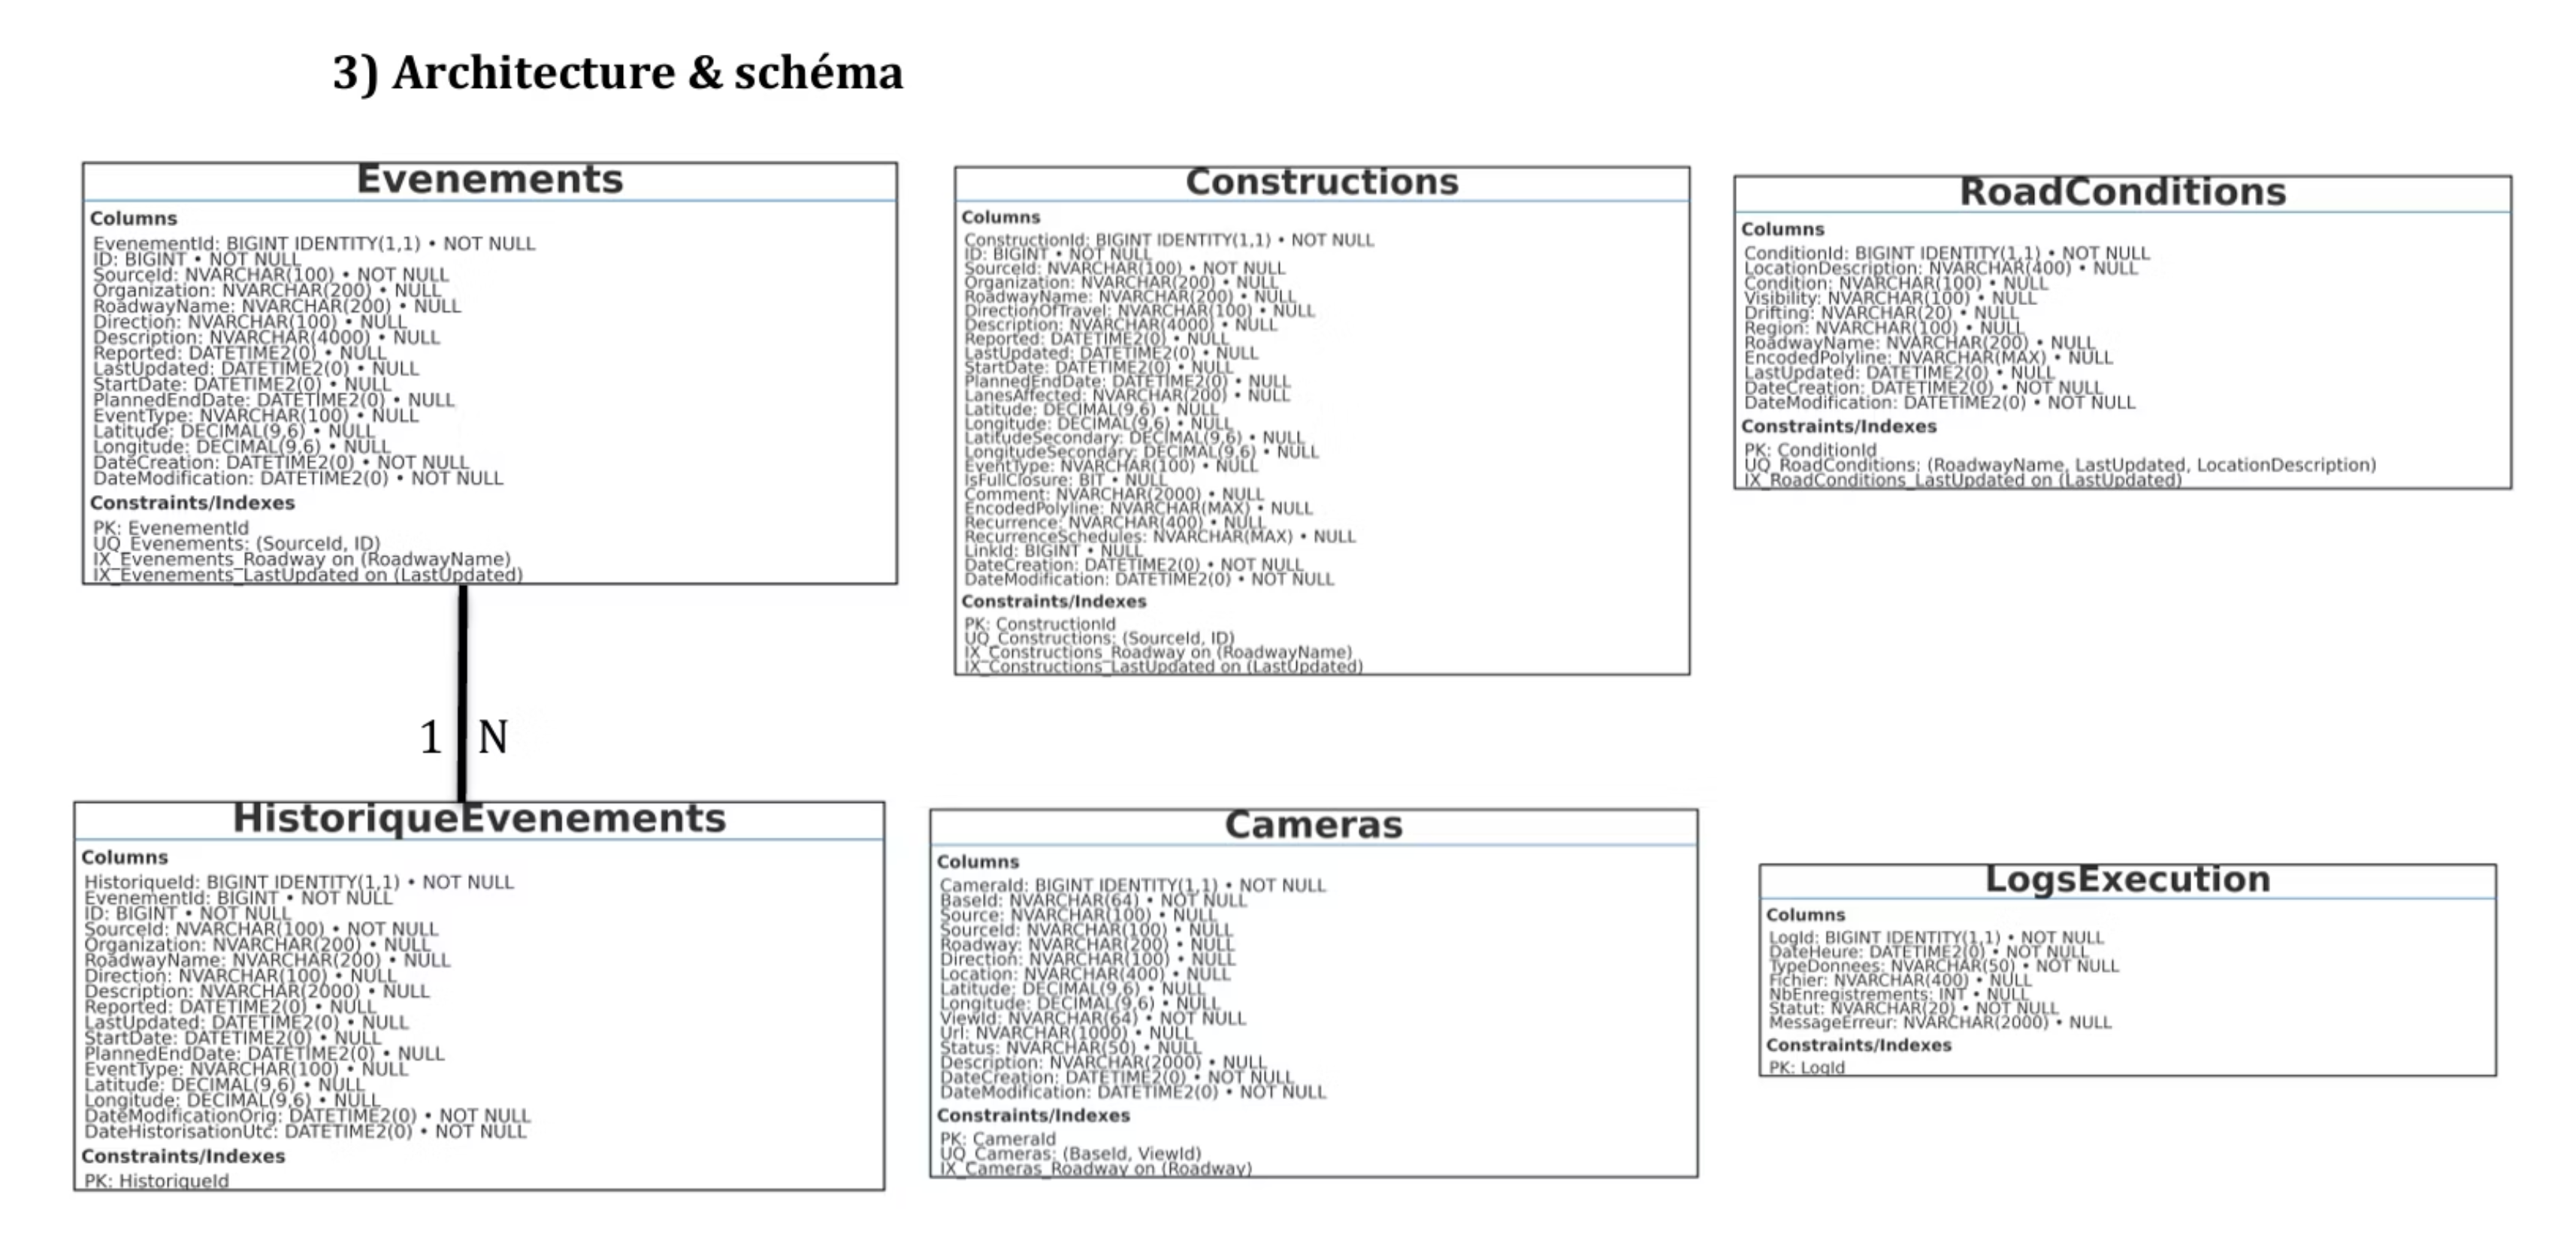 3) Architecture & schéma
Evenements
Columns
EvenementId: BIGINT IDENTITY(1,1) • NOT NULL
ID: BIGINT • NOT NULL
SourceId: NVARCHAR(100) • NOT NULL
Organization: NVARCHAR(200) • NULL
RoadwayName: NVARCHAR(200) • NULL
Direction: NVARCHAR(100) • NULL
Description: NVARCHAR(4000) • NULL
Reported: DATETIME2(0) • NULL
LastUpdated: DATETIME2(0) • NULL
StartDate: DATETIME2(0) • NULL
PlannedEndDate: DATETIME2(0) • NULL
EventType: NVARCHAR(100) • NULL
Latitude: DECIMAL(9,6) • NULL
Longitude: DECIMAL(9,6) • NULL
DateCreation: DATETIME2(0) • NOT NULL
DateModification: DATETIME2(0) • NOT NULL
Constraints/Indexes
PK: EvenementId
UQ_Evenements: (SourceId, ID)
IX_Evenements_Roadway on (RoadwayName)
IX_Evenements_LastUpdated on (LastUpdated)
Constructions
Columns
ConstructionId: BIGINT IDENTITY(1,1) • NOT NULL
ID: BIGINT • NOT NULL
SourceId: NVARCHAR(100) • NOT NULL
Organization: NVARCHAR(200) • NULL
RoadwayName: NVARCHAR(200) • NULL
DirectionOfTravel: NVARCHAR(100) • NULL
Description: NVARCHAR(4000) • NULL
Reported: DATETIME2(0) • NULL
LastUpdated: DATETIME2(0) • NULL
StartDate: DATETIME2(0) • NULL
PlannedEndDate: DATETIME2(0) • NULL
LanesAffected: NVARCHAR(200) • NULL
Latitude: DECIMAL(9,6) • NULL
Longitude: DECIMAL(9,6) • NULL
LatitudeSecondary: DECIMAL(9,6) • NULL
LongitudeSecondary: DECIMAL(9,6) • NULL
EventType: NVARCHAR(100) • NULL
IsFullClosure: BIT • NULL
Comment: NVARCHAR(2000) • NULL
EncodedPolyline: NVARCHAR(MAX) • NULL
Recurrence: NVARCHAR(400) • NULL
RecurrenceSchedules: NVARCHAR(MAX) • NULL
LinkId: BIGINT • NULL
DateCreation: DATETIME2(0) • NOT NULL
DateModification: DATETIME2(0) • NOT NULL
Constraints/Indexes
PK: ConstructionId
UQ_Constructions: (SourceId, ID)
IX_Constructions_Roadway on (RoadwayName)
IX_Constructions_LastUpdated on (LastUpdated)
RoadConditions
Columns
ConditionId: BIGINT IDENTITY(1,1) • NOT NULL
LocationDescription: NVARCHAR(400) • NULL
Condition: NVARCHAR(100) • NULL
Visibility: NVARCHAR(100) • NULL
Drifting: NVARCHAR(20) • NULL
Region: NVARCHAR(100) • NULL
RoadwayName: NVARCHAR(200) • NULL
EncodedPolyline: NVARCHAR(MAX) • NULL
LastUpdated: DATETIME2(0) • NULL
DateCreation: DATETIME2(0) • NOT NULL
DateModification: DATETIME2(0) • NOT NULL
Constraints/Indexes
PK: ConditionId
UQ_RoadConditions: (RoadwayName, LastUpdated, LocationDescription)
IX_RoadConditions_LastUpdated on (LastUpdated)
1 N
HistoriqueEvenements
Columns
HistoriqueId: BIGINT IDENTITY(1,1) • NOT NULL
EvenementId: BIGINT • NOT NULL
ID: BIGINT • NOT NULL
SourceId: NVARCHAR(100) • NOT NULL
Organization: NVARCHAR(200) • NULL
RoadwayName: NVARCHAR(200) • NULL
Direction: NVARCHAR(100) • NULL
Description: NVARCHAR(2000) • NULL
Reported: DATETIME2(0) • NULL
LastUpdated: DATETIME2(0) • NULL
StartDate: DATETIME2(0) • NULL
PlannedEndDate: DATETIME2(0) • NULL
EventType: NVARCHAR(100) • NULL
Latitude: DECIMAL(9,6) • NULL
Longitude: DECIMAL(9,6) • NULL
DateModificationOrig: DATETIME2(0) • NOT NULL
DateHistorisationUtc: DATETIME2(0) • NOT NULL
Constraints/Indexes
PK: HistoriqueId
Cameras
Columns
CameraId: BIGINT IDENTITY(1,1) • NOT NULL
BaseId: NVARCHAR(64) • NOT NULL
Source: NVARCHAR(100) • NULL
SourceId: NVARCHAR(100) • NULL
Roadway: NVARCHAR(200) • NULL
Direction: NVARCHAR(100) • NULL
Location: NVARCHAR(400) • NULL
Latitude: DECIMAL(9,6) • NULL
Longitude: DECIMAL(9,6) • NULL
ViewId: NVARCHAR(64) • NOT NULL
Url: NVARCHAR(1000) • NULL
Status: NVARCHAR(50) • NULL
Description: NVARCHAR(2000) • NULL
DateCreation: DATETIME2(0) • NOT NULL
DateModification: DATETIME2(0) • NOT NULL
Constraints/Indexes
PK: CameraId
UQ_Cameras: (BaseId, ViewId)
IX_Cameras_Roadway on (Roadway)
LogsExecution
Columns
LogId: BIGINT IDENTITY(1,1) • NOT NULL
DateHeure: DATETIME2(0) • NOT NULL
TypeDonnees: NVARCHAR(50) • NOT NULL
Fichier: NVARCHAR(400) • NULL
NbEnregistrements: INT • NULL
Statut: NVARCHAR(20) • NOT NULL
MessageErreur: NVARCHAR(2000) • NULL
Constraints/Indexes
PK: LogId